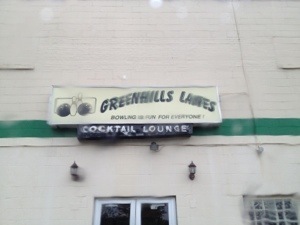 GREENHILLS LANES
BOWLING IS FUN FOR EVERYONE!
COCKTAIL LOUNGE